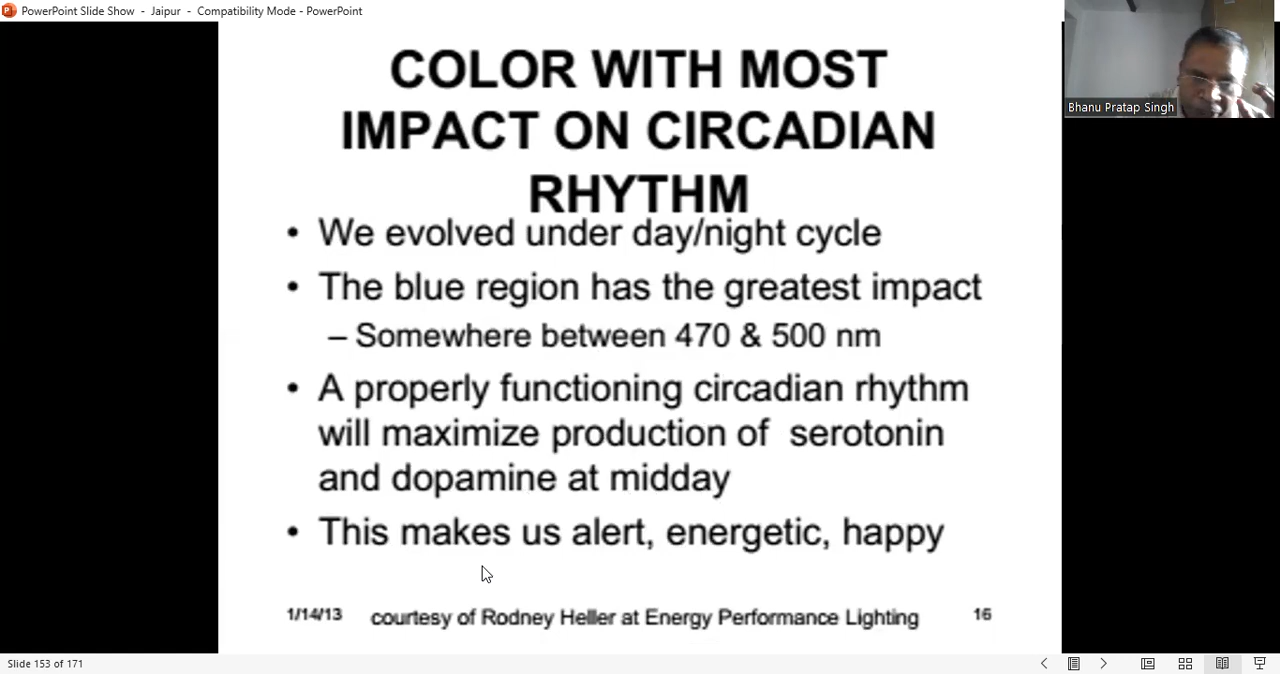 PowerPoint Slide Show - Jaipur - Compatibility Mode - PowerPoint
Bhanu Pratap Singh
COLOR WITH MOST
IMPACT ON CIRCADIAN
RHYTHM
• We evolved under day/night cycle
• The blue region has the greatest impact
– Somewhere between 470 & 500 nm
• A properly functioning circadian rhythm
will maximize production of serotonin
and dopamine at midday
• This makes us alert, energetic, happy
1/14/13 courtesy of Rodney Heller at Energy Performance Lighting 16
Slide 153 of 171